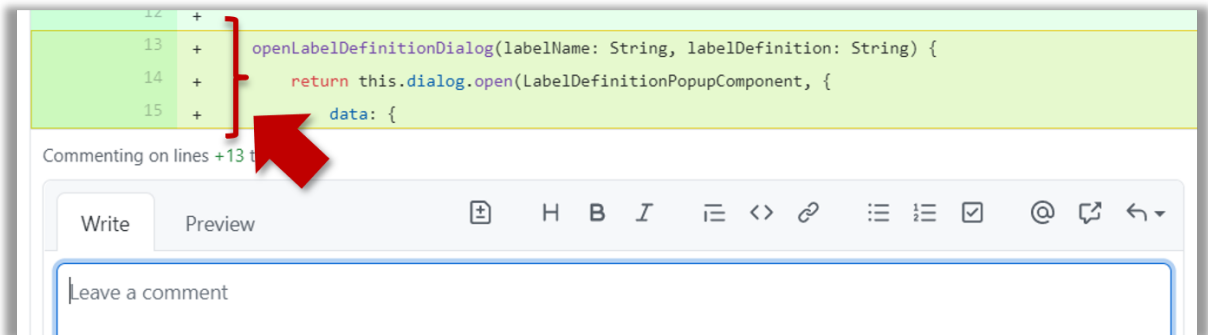 12 +
13 + openLabelDefinitionDialog(labelName: String, labelDefinition: String) {
14 + return this.dialog.open(LabelDefinitionPopupComponent, {
15 + data: {
Commenting on lines +13
Write Preview
Leave a comment